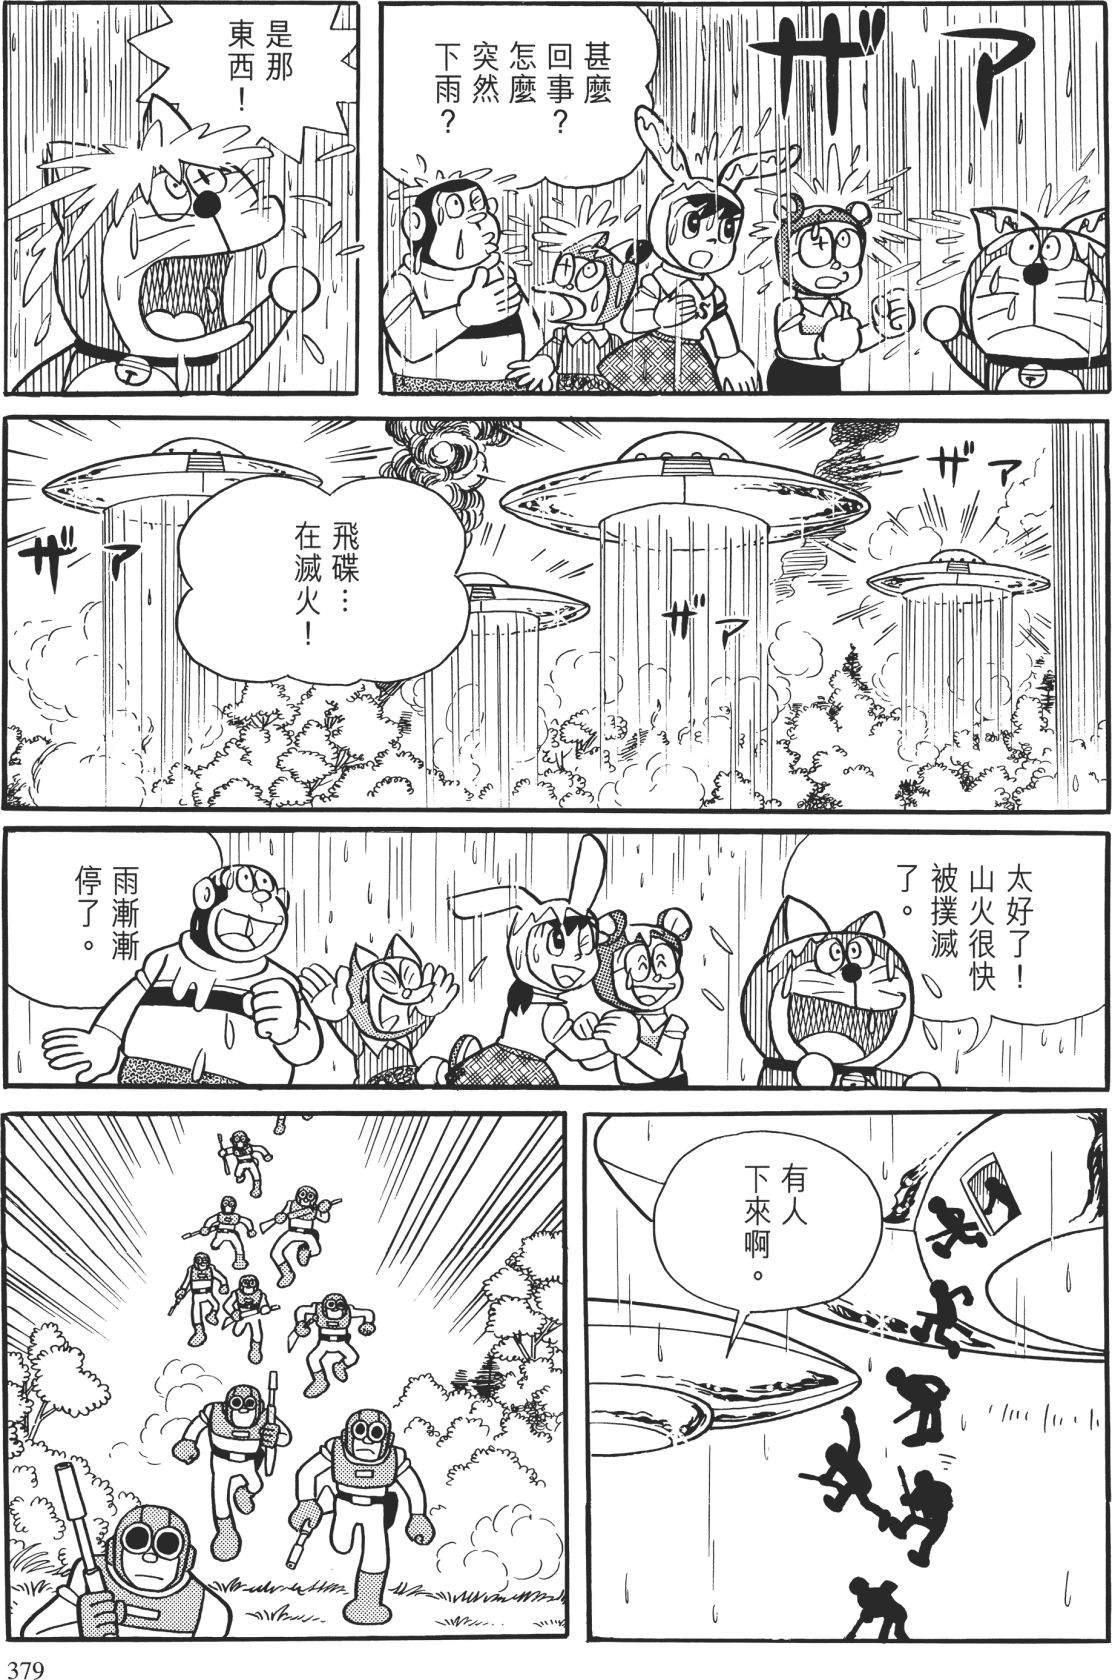 ザア
甚麼
回事？
怎麼
突然
下雨？
是那
東西！
ザア
ザァ
ザァ
飛碟…
在滅火！
太好了！
山火很快
被撲滅
了。
雨漸漸
停了。
有人
下來啊。
379